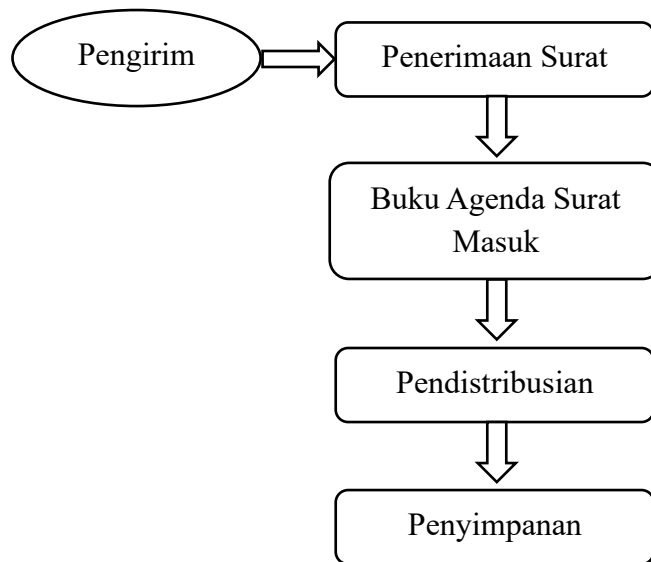 Pengirim
Penerimaan Surat
Buku Agenda Surat
Masuk
Pendistribusian
Penyimpanan